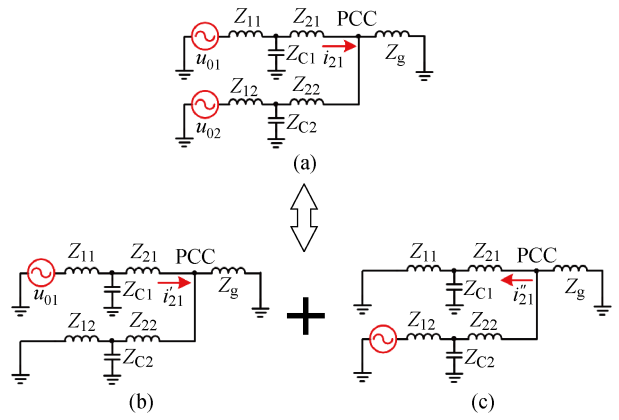 Z11 Z21 PCC
u01 ZC1 i21 Zg
Z12 Z22
u02 ZC2
(a)
Z11 Z21 PCC
u01 ZC1 i'21 Zg
Z12 Z22
ZC2
(b)
Z11 Z21 PCC
ZC1 i''21 Zg
Z12 Z22
ZC2
(c)